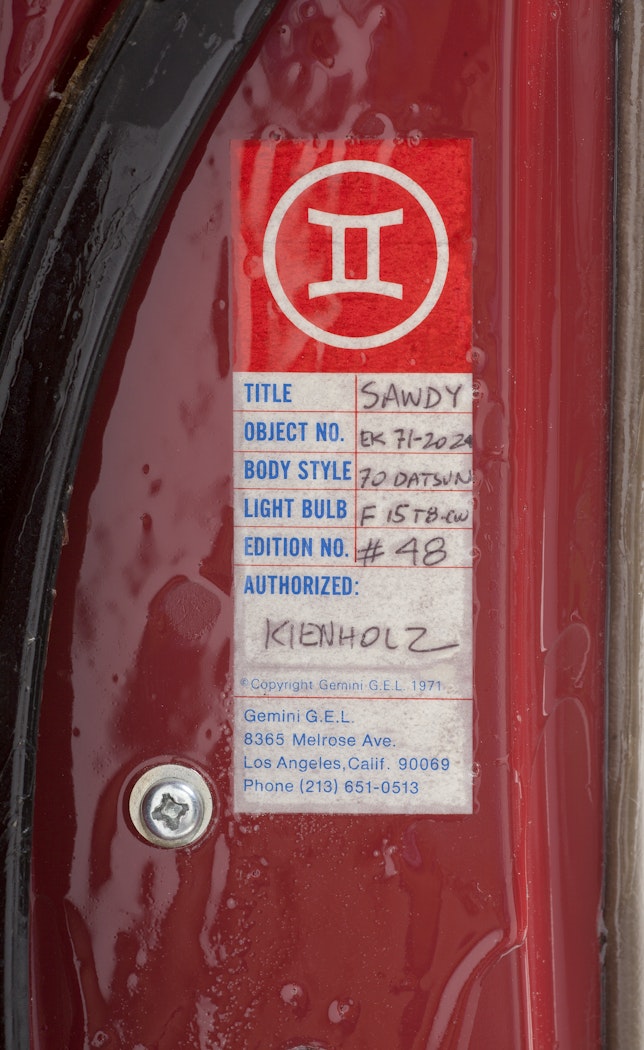 TITLE SAWDY
OBJECT NO. EK 71-2024
BODY STYLE 70 DATSUN
LIGHT BULB F 15T8-CW
EDITION NO. # 48
AUTHORIZED:
KIENHOLZ
©Copyright Gemini G.E.L. 1971
Gemini G.E.L.
8365 Melrose Ave.
Los Angeles, Calif. 90069
Phone (213) 651-0513